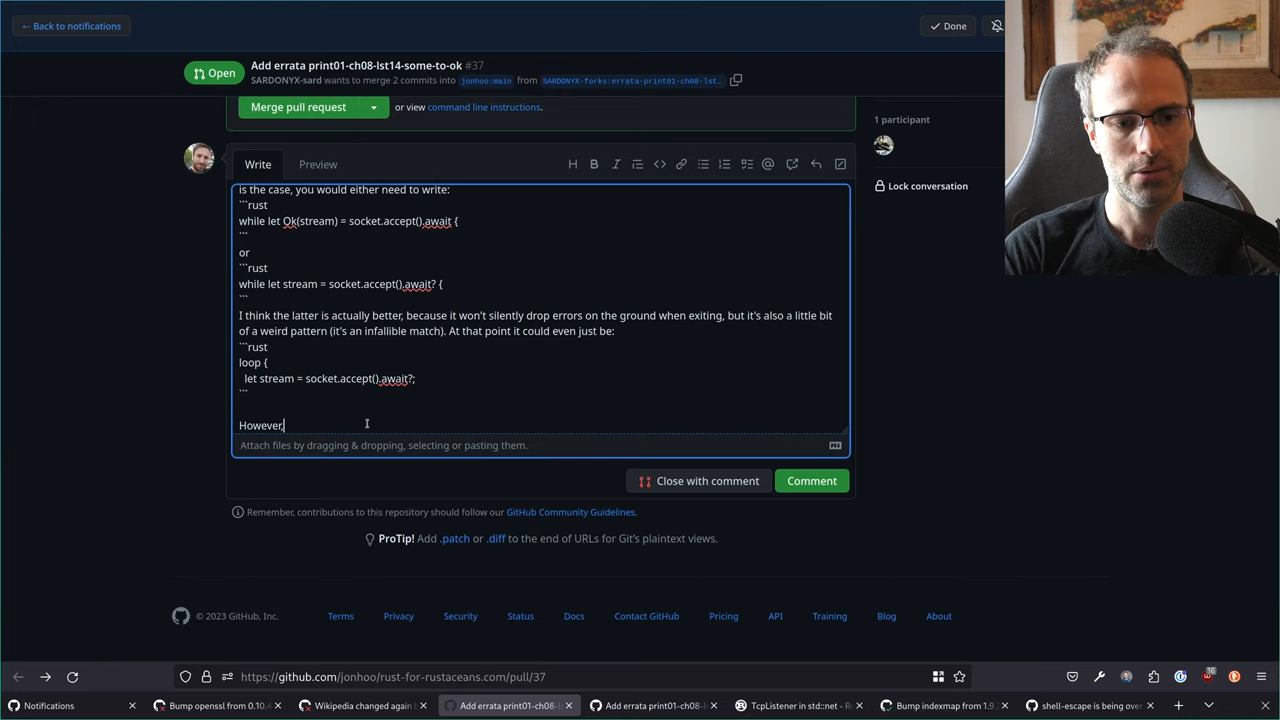 ← Back to notifications
Done
Open
Add errata print01-ch08-lst14-some-to-ok #37
SARDONYX-sard wants to merge 2 commits into jonhoo:main from SARDONYX-forks:errata-print01-ch08-lst…
Merge pull request
or view command line instructions.
1 participant
Lock conversation
Write
Preview
is the case, you would either need to write:
```rust
while let Ok(stream) = socket.accept().await {
```
or
```rust
while let stream = socket.accept().await? {
```
I think the latter is actually better, because it won't silently drop errors on the ground when exiting, but it's also a little bit
of a weird pattern (it's an infallible match). At that point it could even just be:
```rust
loop {
let stream = socket.accept().await?;
```
However,
Attach files by dragging & dropping, selecting or pasting them.
Close with comment
Comment
Remember, contributions to this repository should follow our GitHub Community Guidelines.
ProTip! Add .patch or .diff to the end of URLs for Git's plaintext views.
© 2023 GitHub, Inc.
Terms
Privacy
Security
Status
Docs
Contact GitHub
Pricing
API
Training
Blog
About
https://github.com/jonhoo/rust-for-rustaceans.com/pull/37
16
Notifications
Bump openssl from 0.10.4
Wikipedia changed again b
Add errata print01-ch08-ls
Add errata print01-ch08-ls
TcpListener in std::net - Ru
Bump indexmap from 1.9.
shell-escape is being over